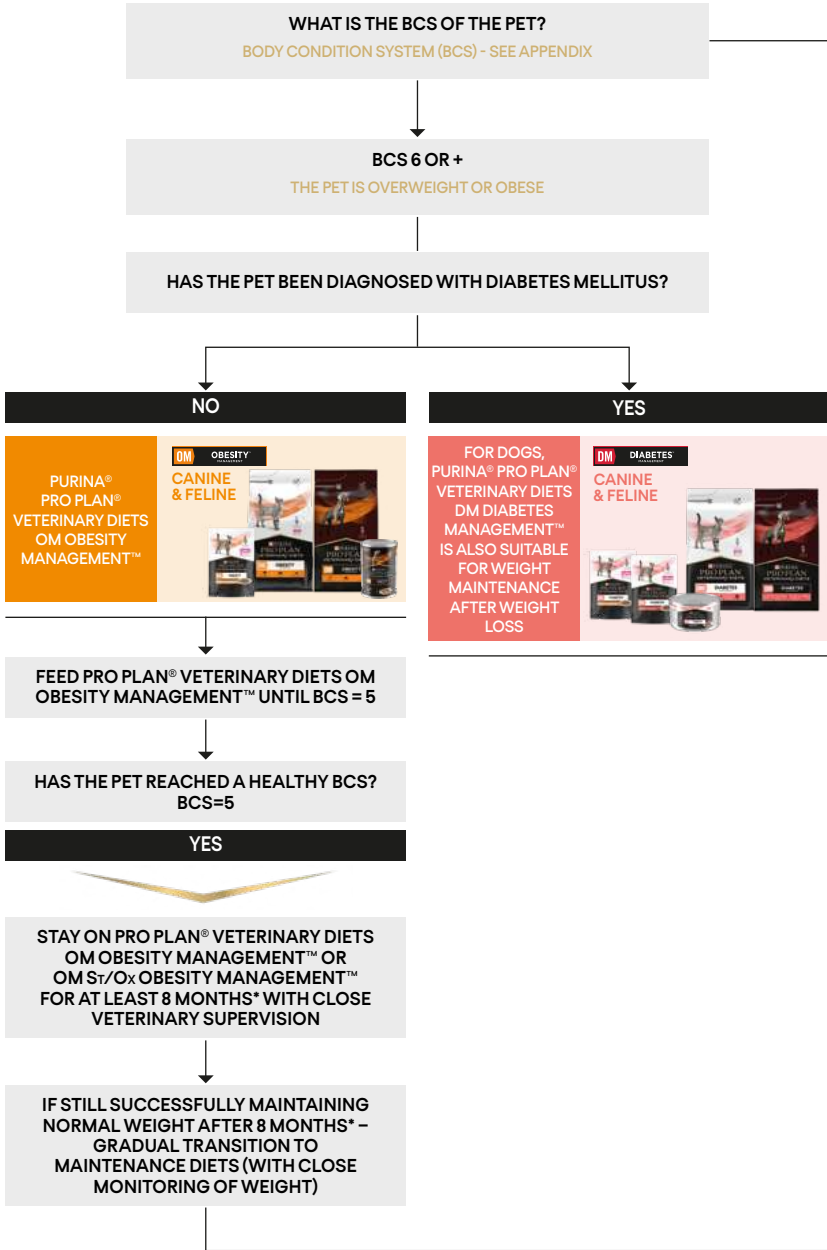 WHAT IS THE BCS OF THE PET?
BODY CONDITION SYSTEM (BCS) - SEE APPENDIX
BCS 6 OR +
THE PET IS OVERWEIGHT OR OBESE
HAS THE PET BEEN DIAGNOSED WITH DIABETES MELLITUS?
NO
PURINA®
PRO PLAN®
VETERINARY DIETS
OM OBESITY
MANAGEMENT™
OM OBESITY
MANAGEMENT
CANINE
& FELINE
YES
FOR DOGS,
PURINA® PRO PLAN®
VETERINARY DIETS
DM DIABETES
MANAGEMENT™
IS ALSO SUITABLE
FOR WEIGHT
MAINTENANCE
AFTER WEIGHT
LOSS
DM DIABETES
MANAGEMENT
CANINE
& FELINE
FEED PRO PLAN® VETERINARY DIETS OM
OBESITY MANAGEMENT™ UNTIL BCS = 5
HAS THE PET REACHED A HEALTHY BCS?
BCS=5
YES
STAY ON PRO PLAN® VETERINARY DIETS
OM OBESITY MANAGEMENT™ OR
OM ST/OX OBESITY MANAGEMENT™
FOR AT LEAST 8 MONTHS* WITH CLOSE
VETERINARY SUPERVISION
IF STILL SUCCESSFULLY MAINTAINING
NORMAL WEIGHT AFTER 8 MONTHS* –
GRADUAL TRANSITION TO
MAINTENANCE DIETS (WITH CLOSE
MONITORING OF WEIGHT)